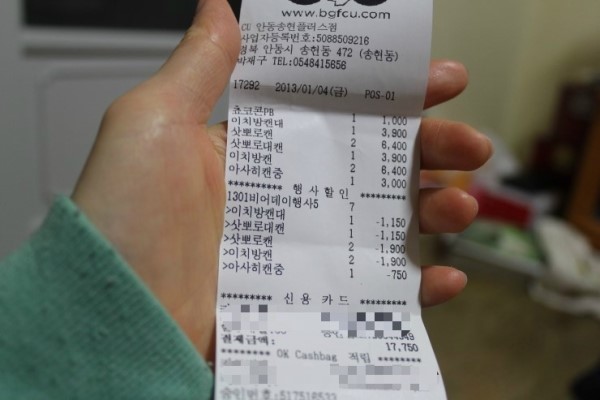 www.bgfcu.com
CU 안동송현플러스점
사업자등록번호:5088509216
경북 안동시 송현동 472 (송현동)
박재구 TEL:0548415656
17292 2013/01/04(금) POS-01
쵸코콘PB 1 1,000
이치방캔대 1 3,900
삿뽀로캔 2 6,400
삿뽀로대캔 1 3,900
이치방캔 2 6,400
아사히캔중 1 3,000
********* 행 사 할 인 *********
1301비어데이행사5 7
>이치방캔대 1 -1,150
>삿뽀로대캔 1 -1,150
>삿뽀로캔 2 -1,900
>이치방캔 2 -1,900
>아사히캔중 1 -750
********* 신 용 카 드 *********
결제금액: 17,750
******** OK Cashbag 적립 ********
승인번호:517516533